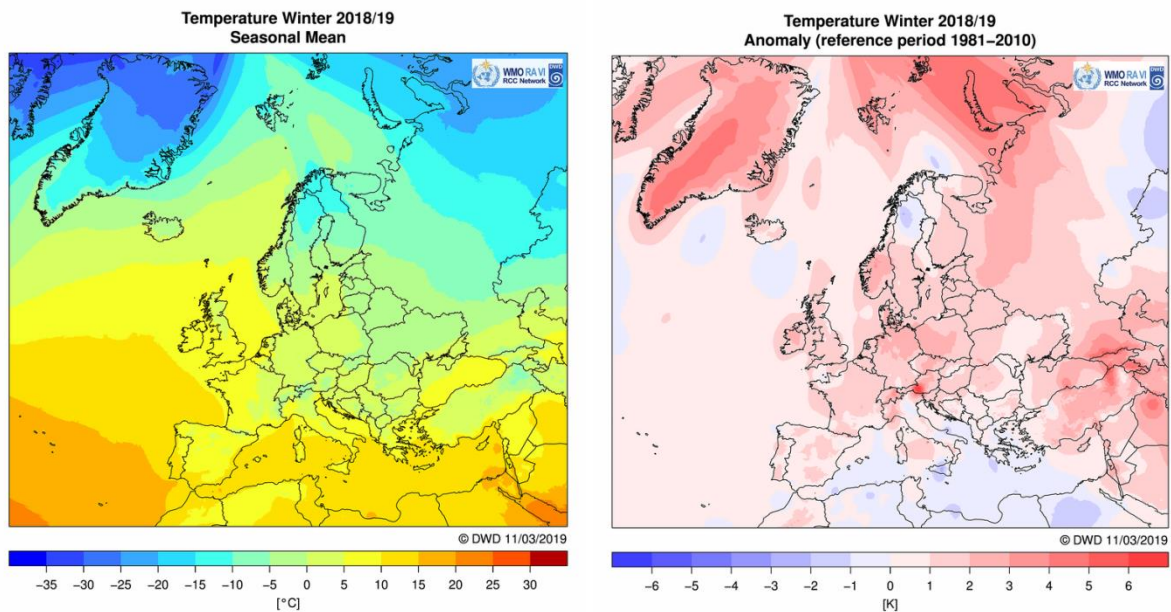 Temperature Winter 2018/19
Seasonal Mean
WMO RA VI
RCC Network
DWD
© DWD 11/03/2019
−35 −30 −25 −20 −15 −10 −5 0 5 10 15 20 25 30
[°C]
Temperature Winter 2018/19
Anomaly (reference period 1981−2010)
WMO RA VI
RCC Network
DWD
© DWD 11/03/2019
−6 −5 −4 −3 −2 −1 0 1 2 3 4 5 6
[K]